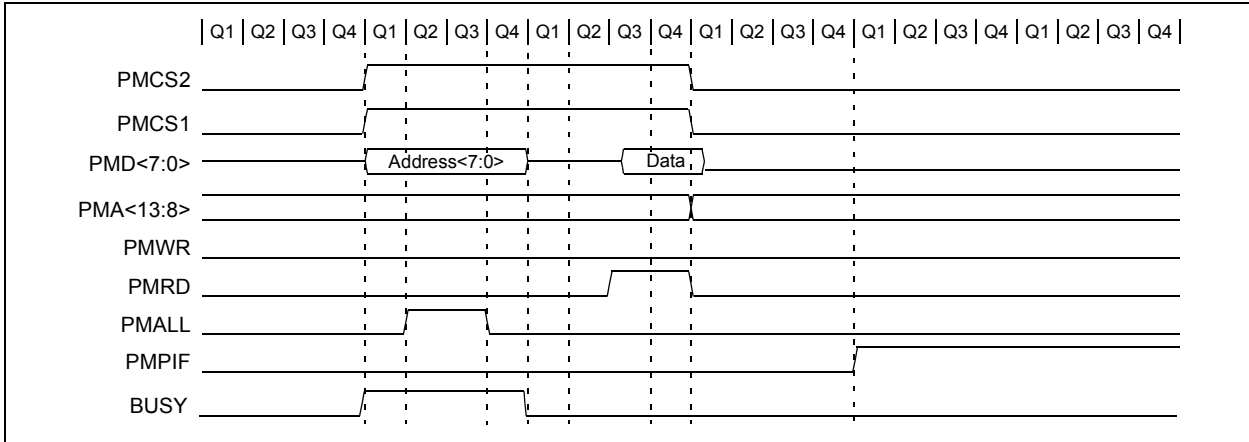 Q1 Q2 Q3 Q4 Q1 Q2 Q3 Q4 Q1 Q2 Q3 Q4 Q1 Q2 Q3 Q4 Q1 Q2 Q3 Q4 Q1 Q2 Q3 Q4
PMCS2
PMCS1
PMD<7:0> Address<7:0> Data
PMA<13:8>
PMWR
PMRD
PMALL
PMPIF
BUSY